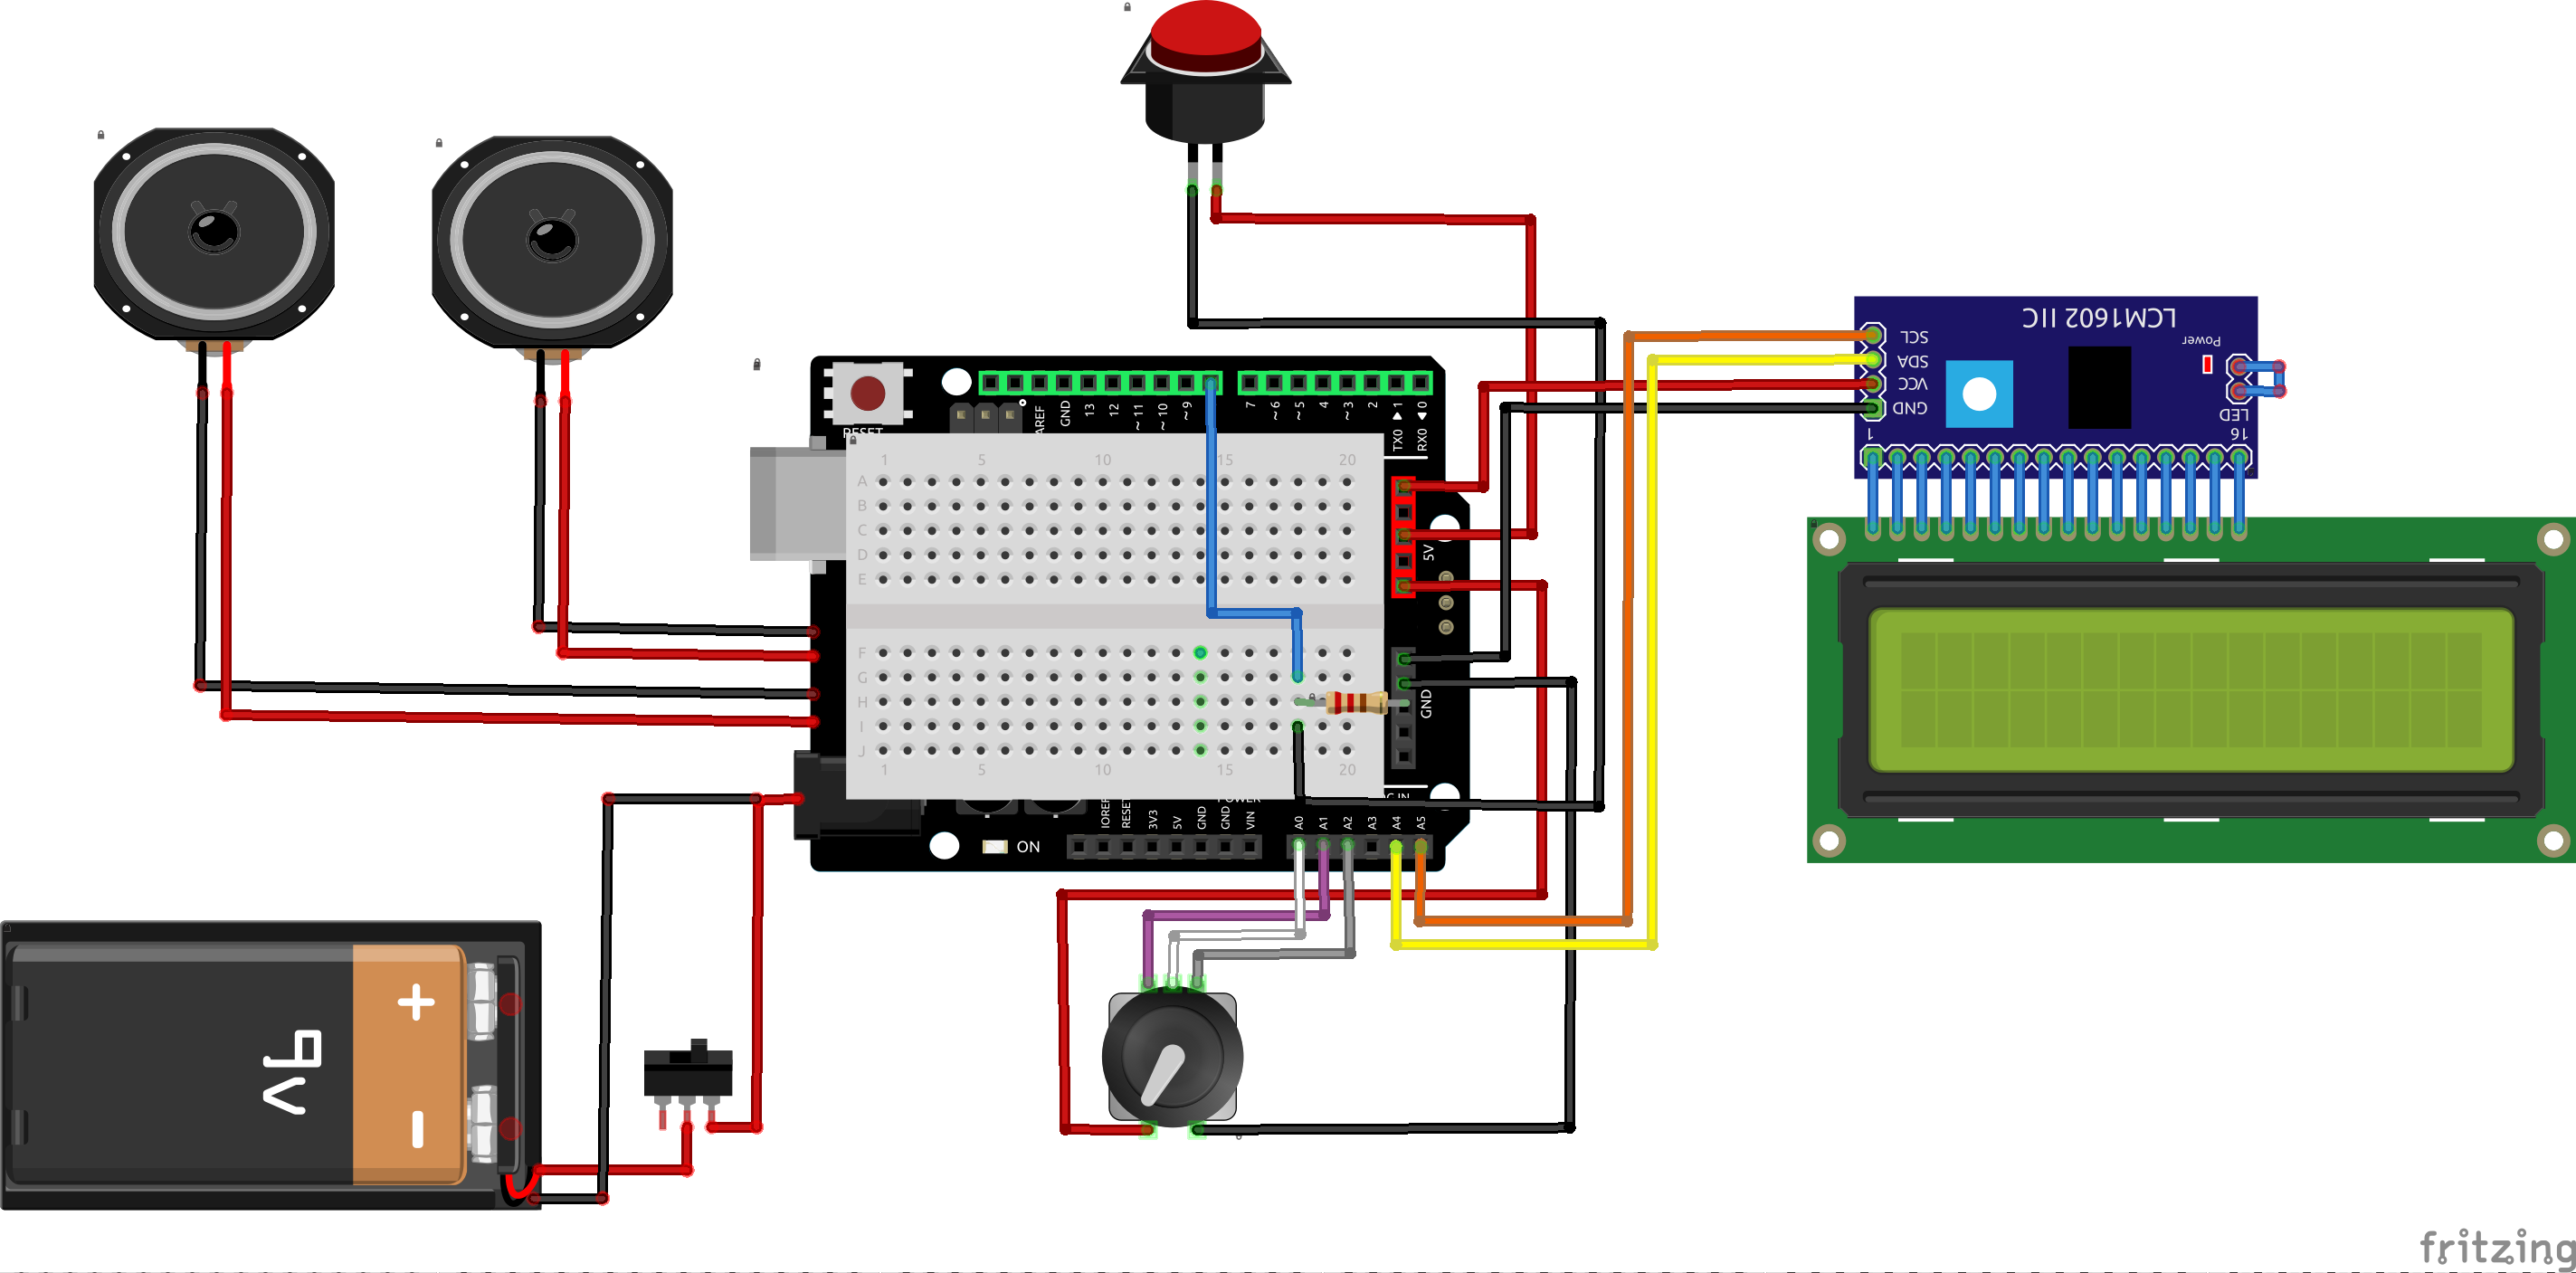 LCM1602 IIC
SCL
SDA
VCC
GND
Power
LED
1
16
RESET
AREF
GND
13
12
~11
~10
~9
7
~6
~5
4
~3
2
TX0 ▶ 1
RX0 ◀ 0
1 5 10 15 20
A
B
C
D
E
F
G
H
I
J
1 5 10 15 20
5V
GND
IOREF
RESET
3V3
5V
GND
GND
VIN
POWER
A0
A1
A2
A3
A4
A5
ON
+
9V
-
fritzing